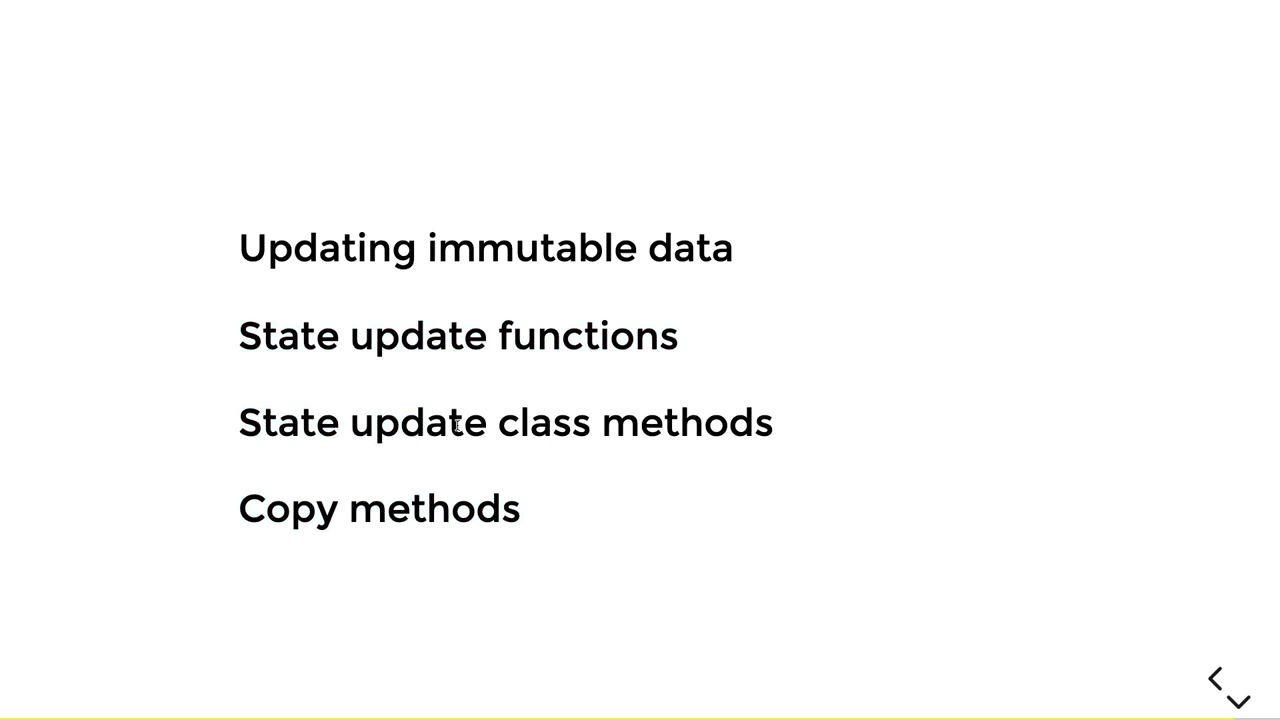 Updating immutable data
State update functions
State update class methods
Copy methods